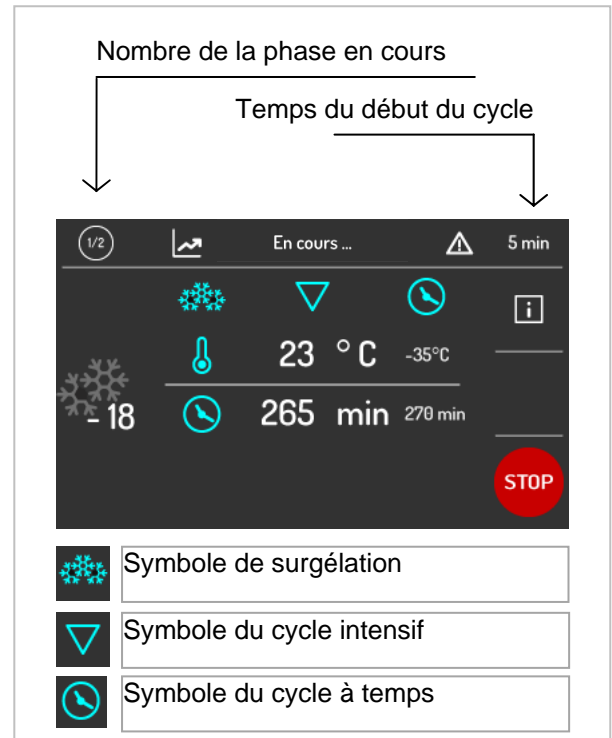 Nombre de la phase en cours
Temps du début du cycle
1/2 En cours ... 5 min
i
23 °C -35°C
- 18 265 min 270 min
STOP
Symbole de surgélation
Symbole du cycle intensif
Symbole du cycle à temps